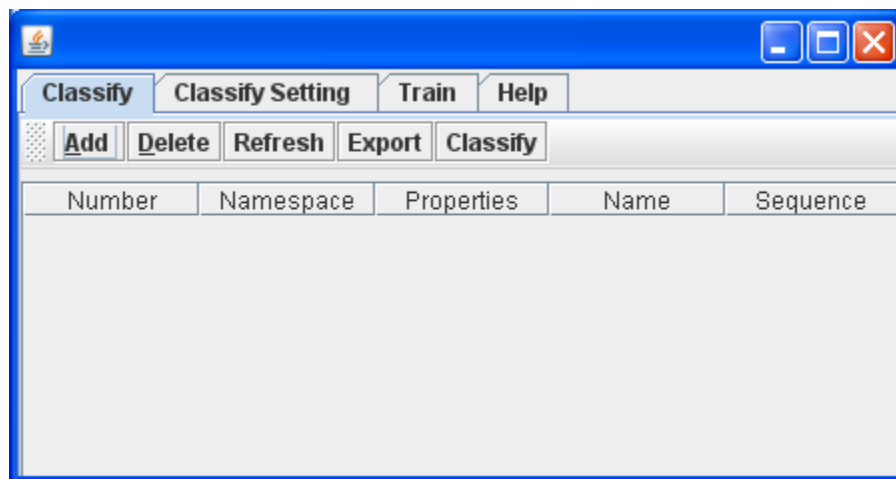 Classify Classify Setting Train Help
Add Delete Refresh Export Classify
Number Namespace Properties Name Sequence